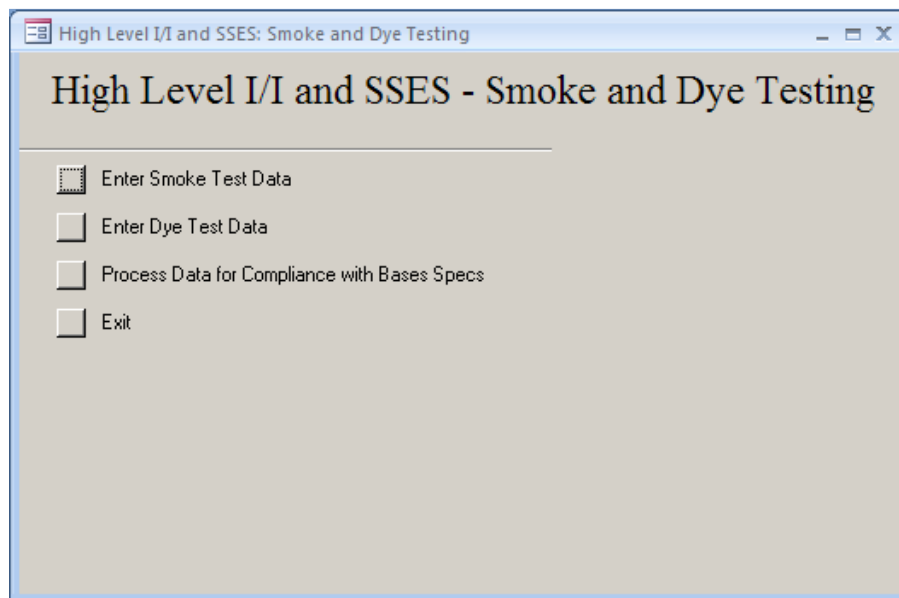 High Level I/I and SSES: Smoke and Dye Testing
High Level I/I and SSES - Smoke and Dye Testing
Enter Smoke Test Data
Enter Dye Test Data
Process Data for Compliance with Bases Specs
Exit